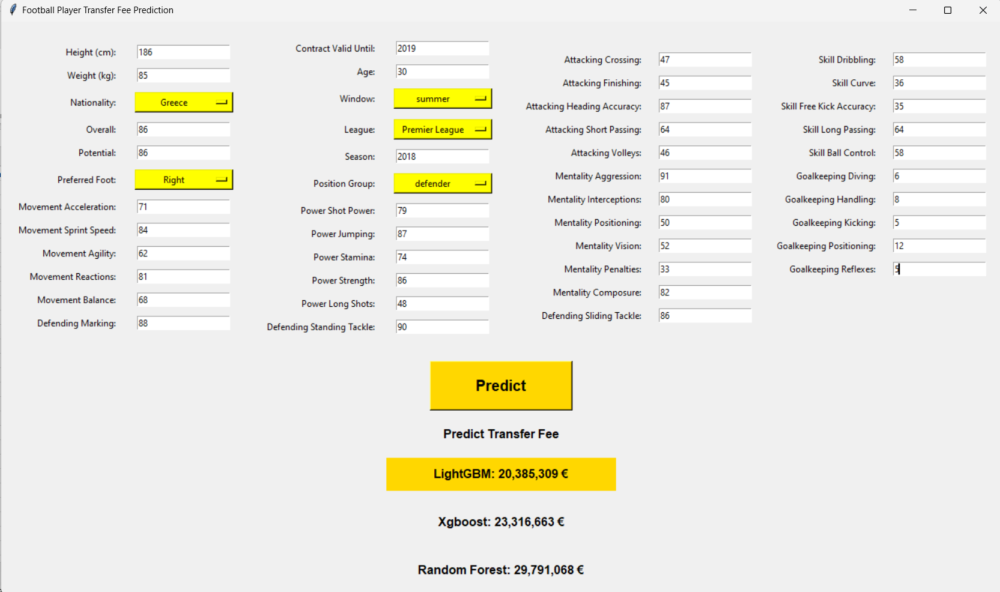 Football Player Transfer Fee Prediction
Height (cm): 186
Weight (kg): 85
Nationality: Greece
Overall: 86
Potential: 86
Preferred Foot: Right
Movement Acceleration: 71
Movement Sprint Speed: 84
Movement Agility: 62
Movement Reactions: 81
Movement Balance: 68
Defending Marking: 88
Contract Valid Until: 2019
Age: 30
Window: summer
League: Premier League
Season: 2018
Position Group: defender
Power Shot Power: 79
Power Jumping: 87
Power Stamina: 74
Power Strength: 86
Power Long Shots: 48
Defending Standing Tackle: 90
Attacking Crossing: 47
Attacking Finishing: 45
Attacking Heading Accuracy: 87
Attacking Short Passing: 64
Attacking Volleys: 46
Mentality Aggression: 91
Mentality Interceptions: 80
Mentality Positioning: 50
Mentality Vision: 52
Mentality Penalties: 33
Mentality Composure: 82
Defending Sliding Tackle: 86
Skill Dribbling: 58
Skill Curve: 36
Skill Free Kick Accuracy: 35
Skill Long Passing: 64
Skill Ball Control: 58
Goalkeeping Diving: 6
Goalkeeping Handling: 8
Goalkeeping Kicking: 5
Goalkeeping Positioning: 12
Goalkeeping Reflexes: 5
Predict
Predict Transfer Fee
LightGBM: 20,385,309 €
Xgboost: 23,316,663 €
Random Forest: 29,791,068 €